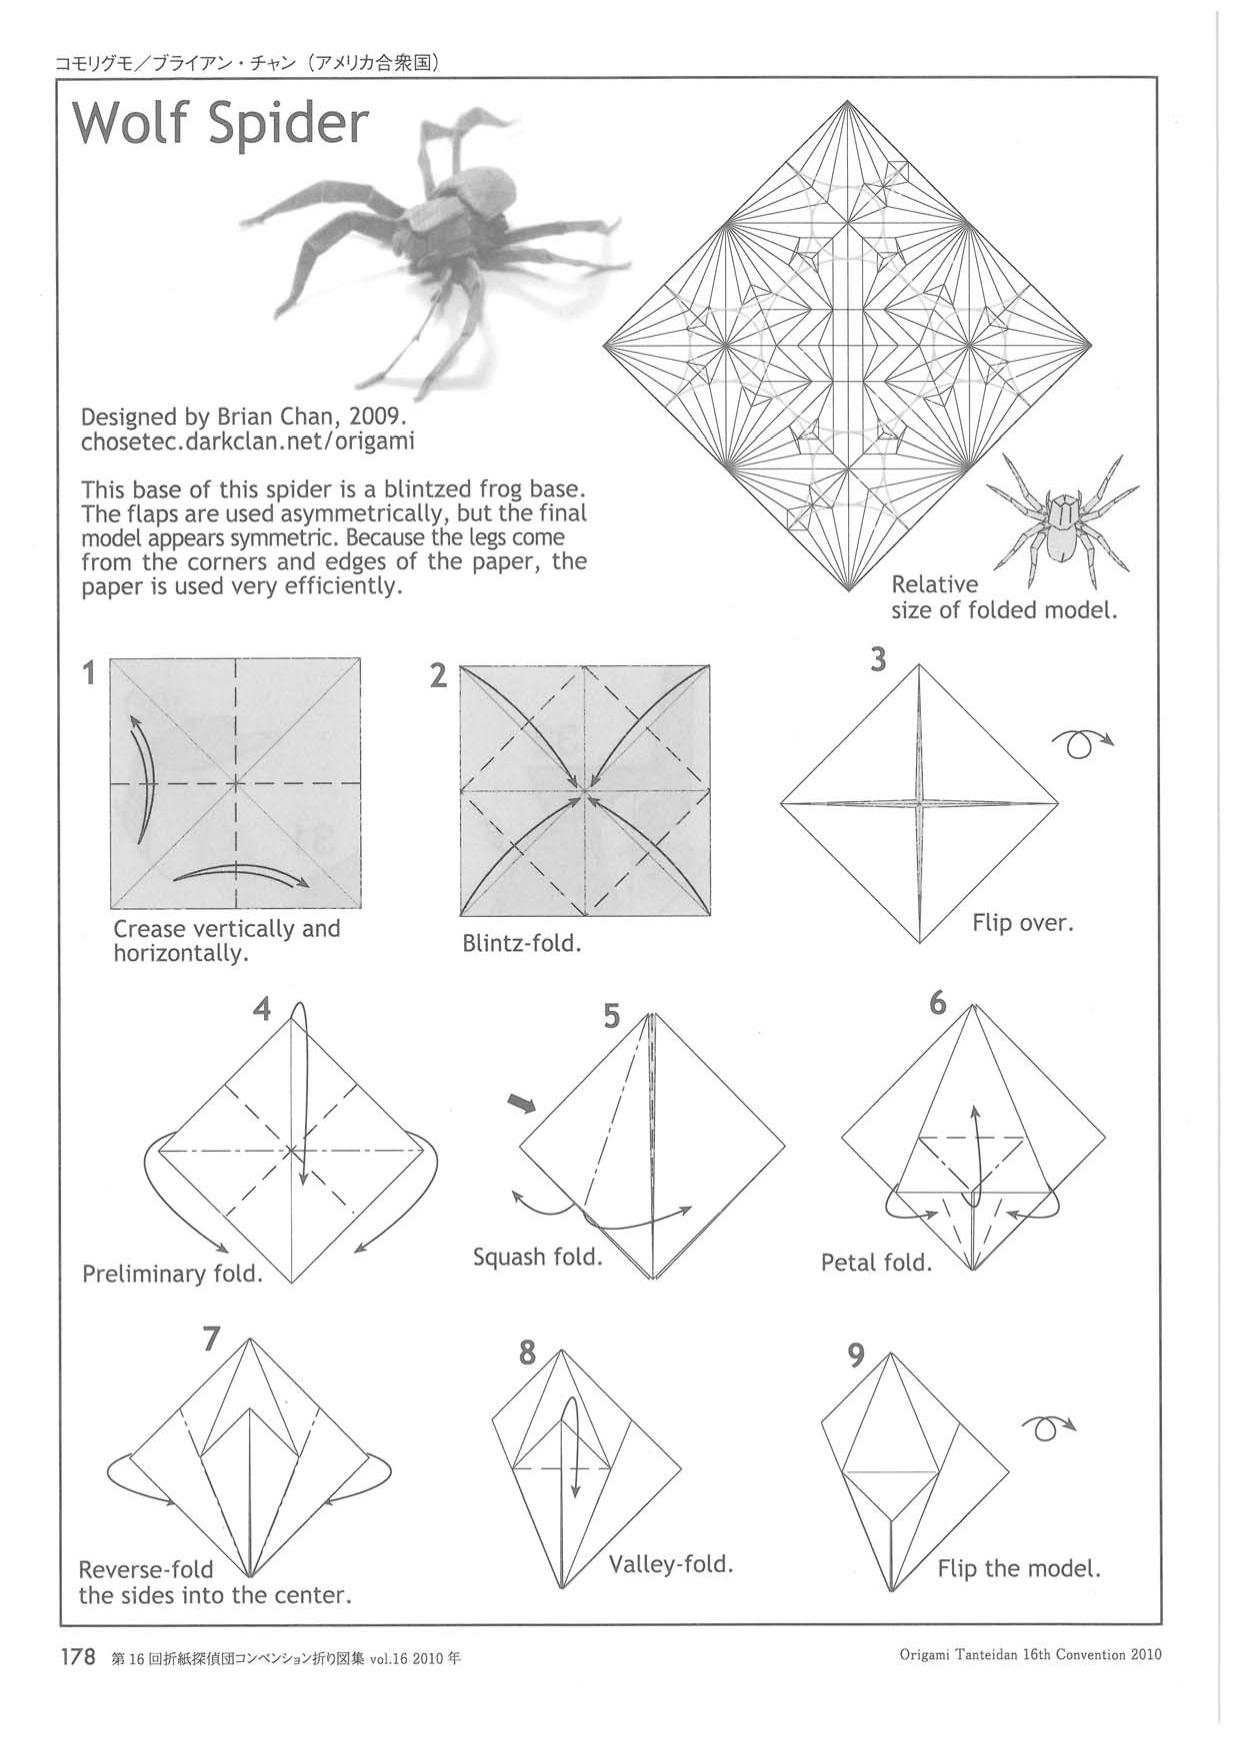 コモリグモ／ブライアン・チャン（アメリカ合衆国）
Wolf Spider
Designed by Brian Chan, 2009.
chosetec.darkclan.net/origami
This base of this spider is a blintzed frog base.
The flaps are used asymmetrically, but the final
model appears symmetric. Because the legs come
from the corners and edges of the paper, the
paper is used very efficiently.
Relative
size of folded model.
1
Crease vertically and
horizontally.
2
Blintz-fold.
3
Flip over.
4
Preliminary fold.
5
Squash fold.
6
Petal fold.
7
Reverse-fold
the sides into the center.
8
Valley-fold.
9
Flip the model.
178 第16回折紙探偵団コンベンション折り図集 vol.16 2010年
Origami Tanteidan 16th Convention 2010